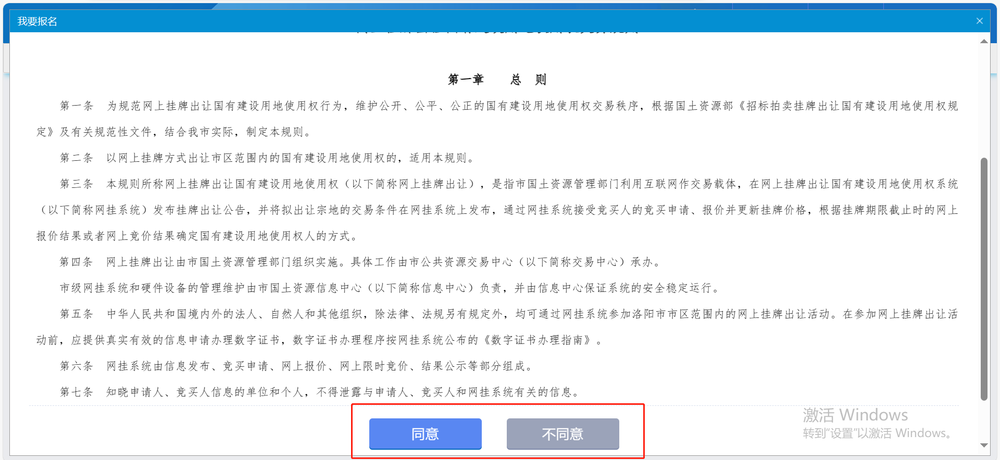 我要报名
第一章 总 则
第一条 为规范网上挂牌出让国有建设用地使用权行为，维护公开、公平、公正的国有建设用地使用权交易秩序，根据国土资源部《招标拍卖挂牌出让国有建设用地使用权规
定》及有关规范性文件，结合我市实际，制定本规则。
第二条 以网上挂牌方式出让市区范围内的国有建设用地使用权的，适用本规则。
第三条 本规则所称网上挂牌出让国有建设用地使用权（以下简称网上挂牌出让），是指市国土资源管理部门利用互联网作交易载体，在网上挂牌出让国有建设用地使用权系统
（以下简称网挂系统）发布挂牌出让公告，并将拟出让宗地的交易条件在网挂系统上发布，通过网挂系统接受竞买人的竞买申请、报价并更新挂牌价格，根据挂牌期限截止时的网上
报价结果或者网上竞价结果确定国有建设用地使用权人的方式。
第四条 网上挂牌出让由市国土资源管理部门组织实施。具体工作由市公共资源交易中心（以下简称交易中心）承办。
市级网挂系统和硬件设备的管理维护由市国土资源信息中心（以下简称信息中心）负责，并由信息中心保证系统的安全稳定运行。
第五条 中华人民共和国境内外的法人、自然人和其他组织，除法律、法规另有规定外，均可通过网挂系统参加洛阳市市区范围内的网上挂牌出让活动。在参加网上挂牌出让活
动前，应提供真实有效的信息申请办理数字证书，数字证书办理程序按网挂系统公布的《数字证书办理指南》。
第六条 网挂系统由信息发布、竞买申请、网上报价、网上限时竞价、结果公示等部分组成。
第七条 知晓申请人、竞买人信息的单位和个人，不得泄露与申请人、竞买人和网挂系统有关的信息。
同意
不同意
激活 Windows
转到“设置”以激活 Windows。